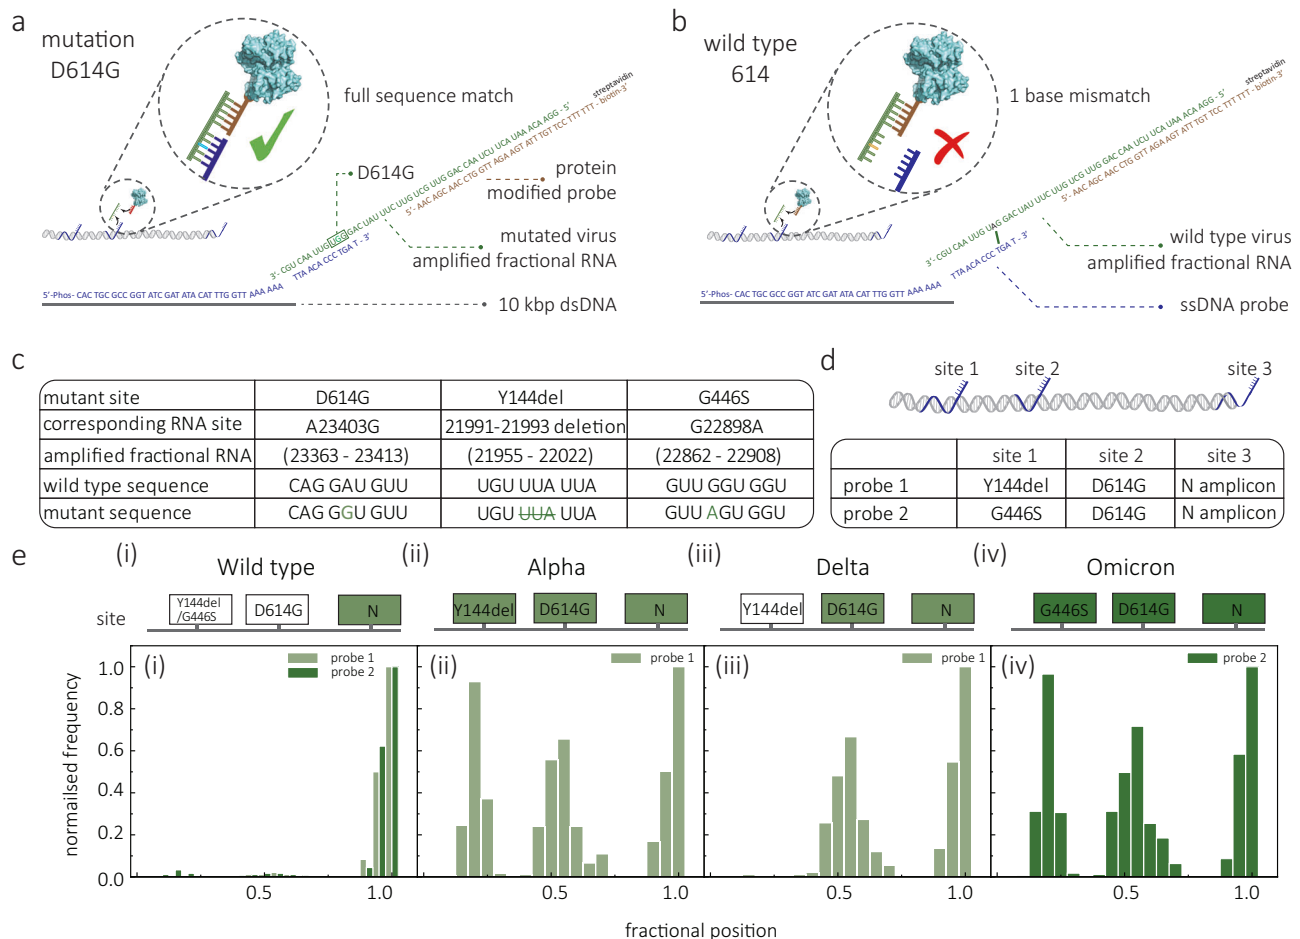 a
mutation
D614G
full sequence match
streptavidin
3'- CGU CAA UUG UGG GAC UAU UUC UUG UCG UUG GAC CAA UCU UCA UAA ACA AGG - 5'
5'- AAC AGC AAC CTG GTT AGA AGT ATT TGT TCC TTT TTT - biotin-3'
D614G
protein
modified probe
mutated virus
amplified fractional RNA
TTA ACA CCC TGA T - 3'
5'-Phos- CAC TGC GCC GGT ATC GAT ATA CAT TTG GTT AAA AAA
10 kbp dsDNA
b
wild type
614
1 base mismatch
streptavidin
3'- CGU CAA UUG UAG GAC UAU UUC UUG UCG UUG GAC CAA UCU UCA UAA ACA AGG - 5'
5'- AAC AGC AAC CTG GTT AGA AGT ATT TGT TCC TTT TTT - biotin-3'
wild type virus
amplified fractional RNA
TTA ACA CCC TGA T - 3'
5'-Phos- CAC TGC GCC GGT ATC GAT ATA CAT TTG GTT AAA AAA
ssDNA probe
c
mutant site D614G Y144del G446S
corresponding RNA site A23403G 21991-21993 deletion G22898A
amplified fractional RNA (23363 - 23413) (21955 - 22022) (22862 - 22908)
wild type sequence CAG GAU GUU UGU UUA UUA GUU GGU GGU
mutant sequence CAG GGU GUU UGU UUA UUA GUU AGU GGU
d
site 1 site 2 site 3
site 1 site 2 site 3
probe 1 Y144del D614G N amplicon
probe 2 G446S D614G N amplicon
e
(i) Wild type (ii) Alpha (iii) Delta (iv) Omicron
site
Y144del
/G446S D614G N
Y144del D614G N
Y144del D614G N
G446S D614G N
(i) probe 1
probe 2
(ii) probe 1
(iii) probe 1
(iv) probe 2
normailsed frequency
1.0
0.8
0.6
0.4
0.2
0.0
0.5 1.0 0.5 1.0 0.5 1.0 0.5 1.0
fractional position